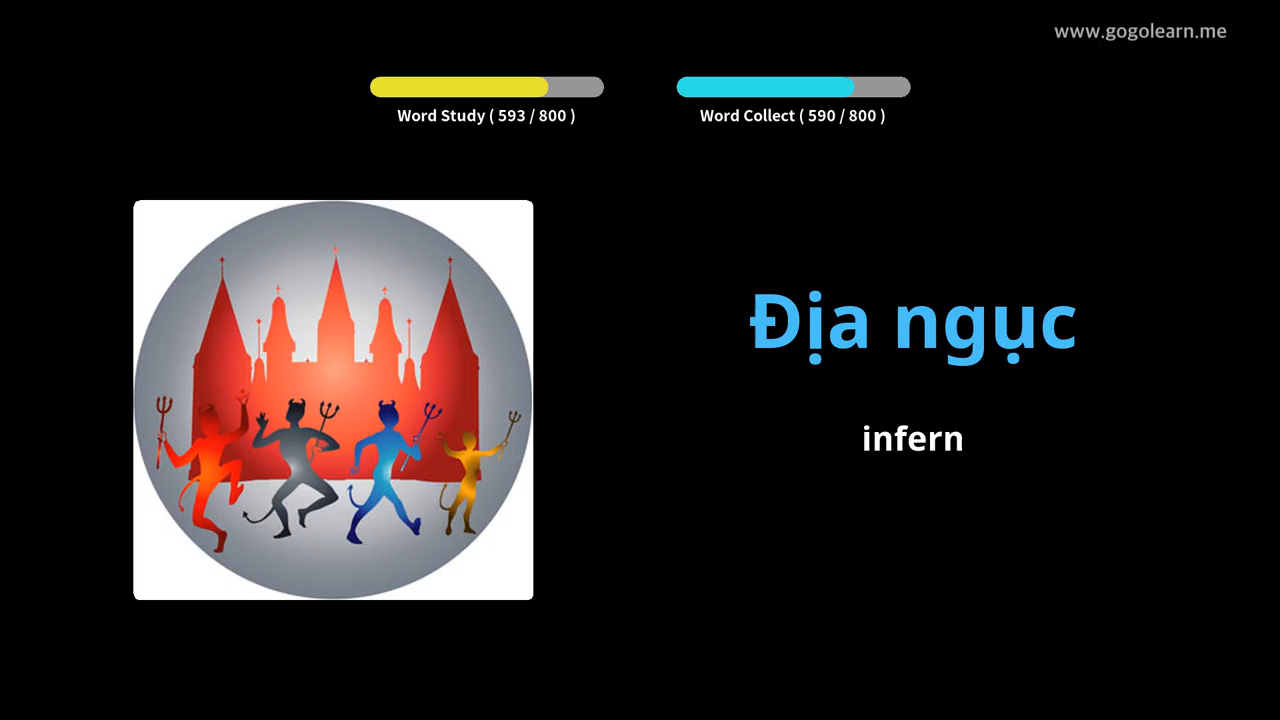 www.gogolearn.me
Word Study ( 593 / 800 )
Word Collect ( 590 / 800 )
Địa ngục
infern